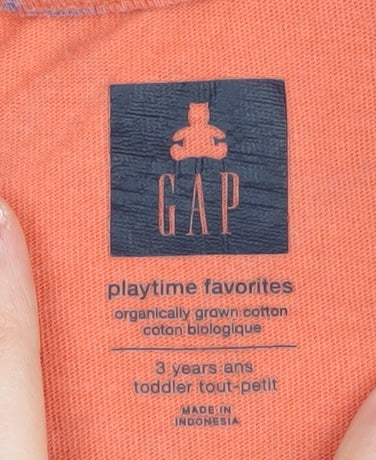 GAP
playtime favorites
organically grown cotton
coton biologique
3 years ans
toddler tout-petit
MADE IN
INDONESIA